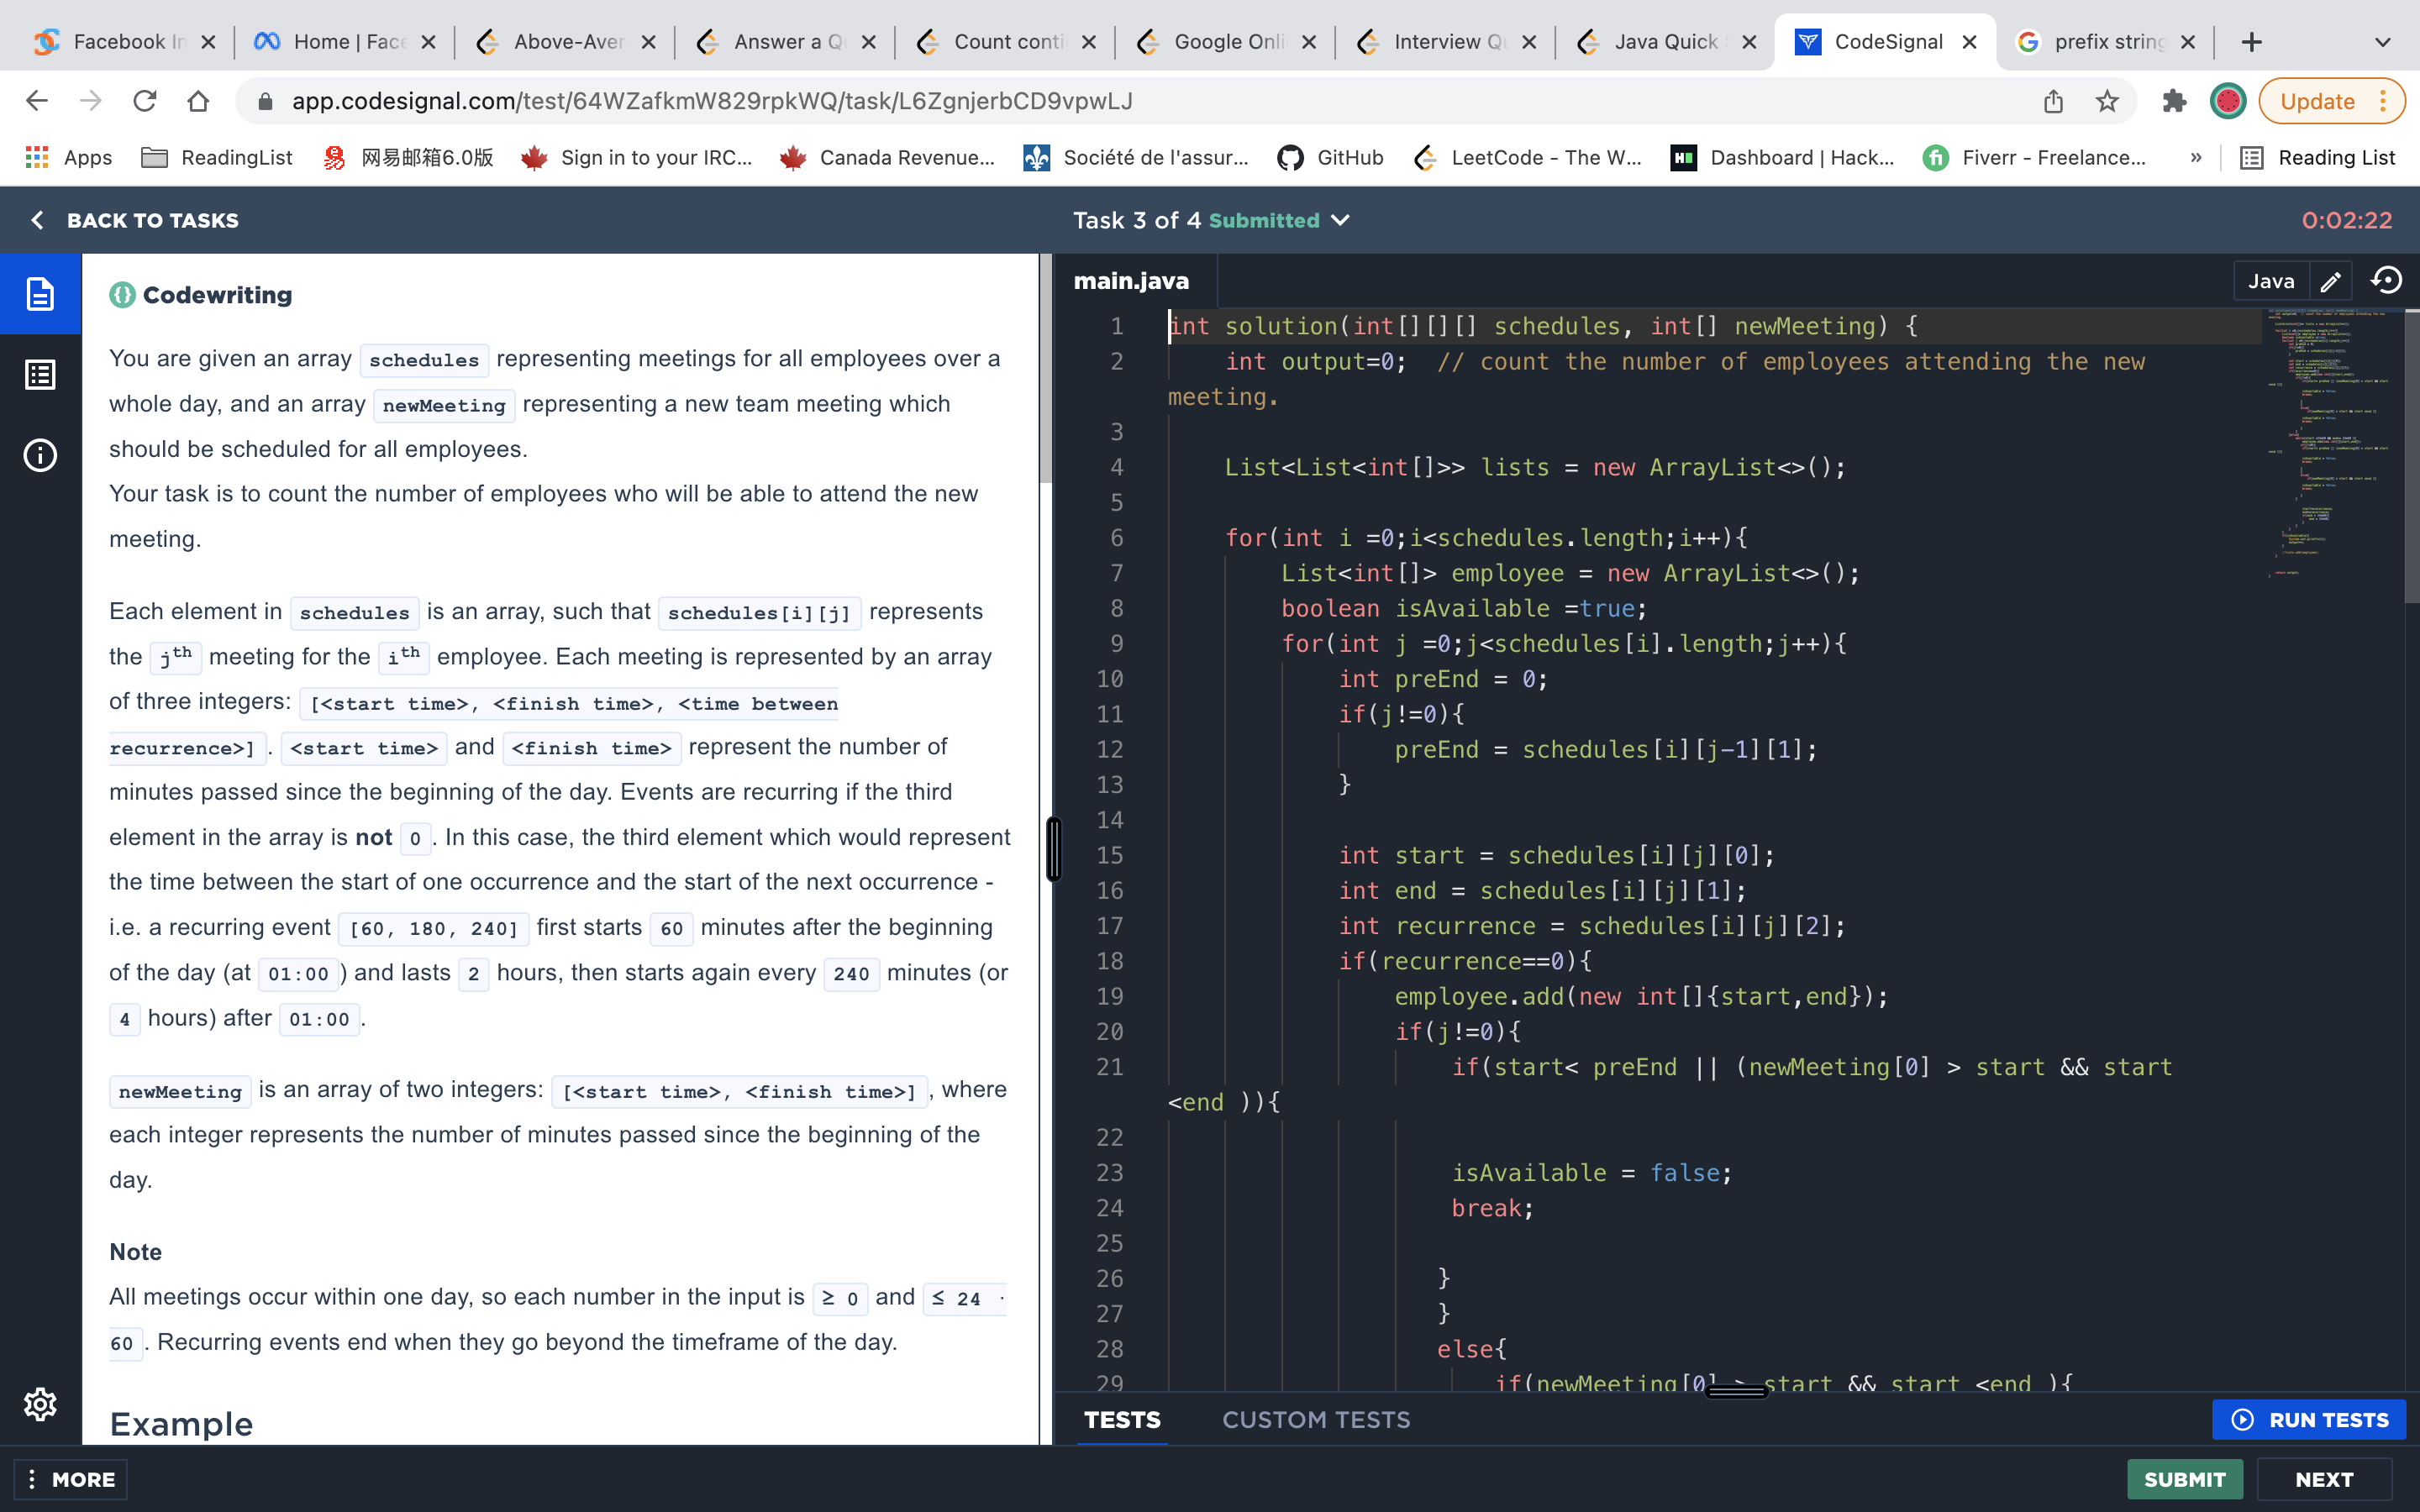 Facebook In
Home | Face
Above-Aver
Answer a Qu
Count conti
Google Onli
Interview Qu
Java Quick S
CodeSignal
prefix string
app.codesignal.com/test/64WZafkmW829rpkWQ/task/L6ZgnjerbCD9vpwLJ
Update
Apps
ReadingList
网易邮箱6.0版
Sign in to your IRC...
Canada Revenue...
Société de l'assur...
GitHub
LeetCode - The W...
Dashboard | Hack...
Fiverr - Freelance...
»
Reading List
BACK TO TASKS
Task 3 of 4 Submitted
0:02:22
Codewriting
You are given an array schedules representing meetings for all employees over a
whole day, and an array newMeeting representing a new team meeting which
should be scheduled for all employees.
Your task is to count the number of employees who will be able to attend the new
meeting.
Each element in schedules is an array, such that schedules[i][j] represents
the jth meeting for the ith employee. Each meeting is represented by an array
of three integers: [<start time>, <finish time>, <time between
recurrence>] . <start time> and <finish time> represent the number of
minutes passed since the beginning of the day. Events are recurring if the third
element in the array is not 0 . In this case, the third element which would represent
the time between the start of one occurrence and the start of the next occurrence -
i.e. a recurring event [60, 180, 240] first starts 60 minutes after the beginning
of the day (at 01:00 ) and lasts 2 hours, then starts again every 240 minutes (or
4 hours) after 01:00 .
newMeeting is an array of two integers: [<start time>, <finish time>] , where
each integer represents the number of minutes passed since the beginning of the
day.
Note
All meetings occur within one day, so each number in the input is ≥ 0 and ≤ 24 ·
60 . Recurring events end when they go beyond the timeframe of the day.
Example
main.java
Java
1 int solution(int[][][] schedules, int[] newMeeting) {
2 int output=0; // count the number of employees attending the new
meeting.
3
4 List<List<int[]>> lists = new ArrayList<>();
5
6 for(int i =0;i<schedules.length;i++){
7 List<int[]> employee = new ArrayList<>();
8 boolean isAvailable =true;
9 for(int j =0;j<schedules[i].length;j++){
10 int preEnd = 0;
11 if(j!=0){
12 preEnd = schedules[i][j-1][1];
13 }
14
15 int start = schedules[i][j][0];
16 int end = schedules[i][j][1];
17 int recurrence = schedules[i][j][2];
18 if(recurrence==0){
19 employee.add(new int[]{start,end});
20 if(j!=0){
21 if(start< preEnd || (newMeeting[0] > start && start
<end )){
22
23 isAvailable = false;
24 break;
25
26 }
27 }
28 else{
29 if(newMeeting[0] > start && start <end ){
TESTS
CUSTOM TESTS
RUN TESTS
MORE
SUBMIT
NEXT